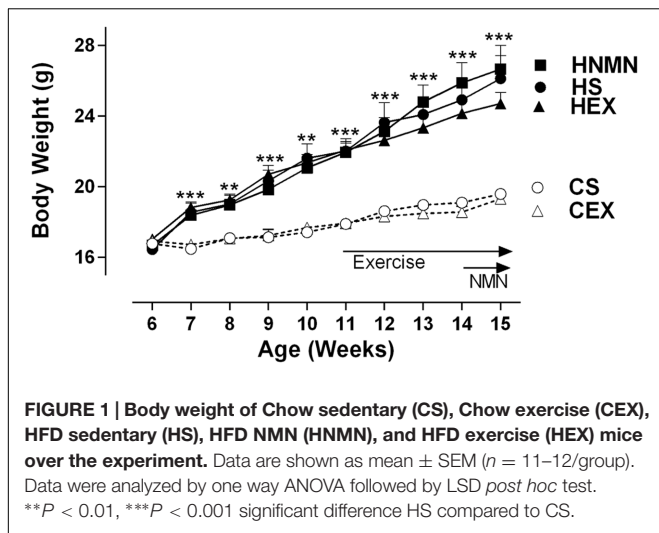 28
24
20
16
Body Weight (g)
***
**
***
**
***
***
***
***
***
HNMN
HS
HEX
CS
CEX
Exercise
NMN
6 7 8 9 10 11 12 13 14 15
Age (Weeks)
FIGURE 1 | Body weight of Chow sedentary (CS), Chow exercise (CEX),
HFD sedentary (HS), HFD NMN (HNMN), and HFD exercise (HEX) mice
over the experiment. Data are shown as mean ± SEM (n = 11–12/group).
Data were analyzed by one way ANOVA followed by LSD post hoc test.
**P < 0.01, ***P < 0.001 significant difference HS compared to CS.